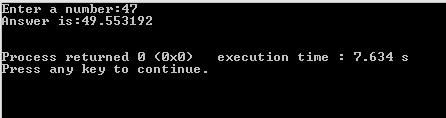 Enter a number:47
Answer is:49.553192
Process returned 0 (0x0)   execution time : 7.634 s
Press any key to continue.